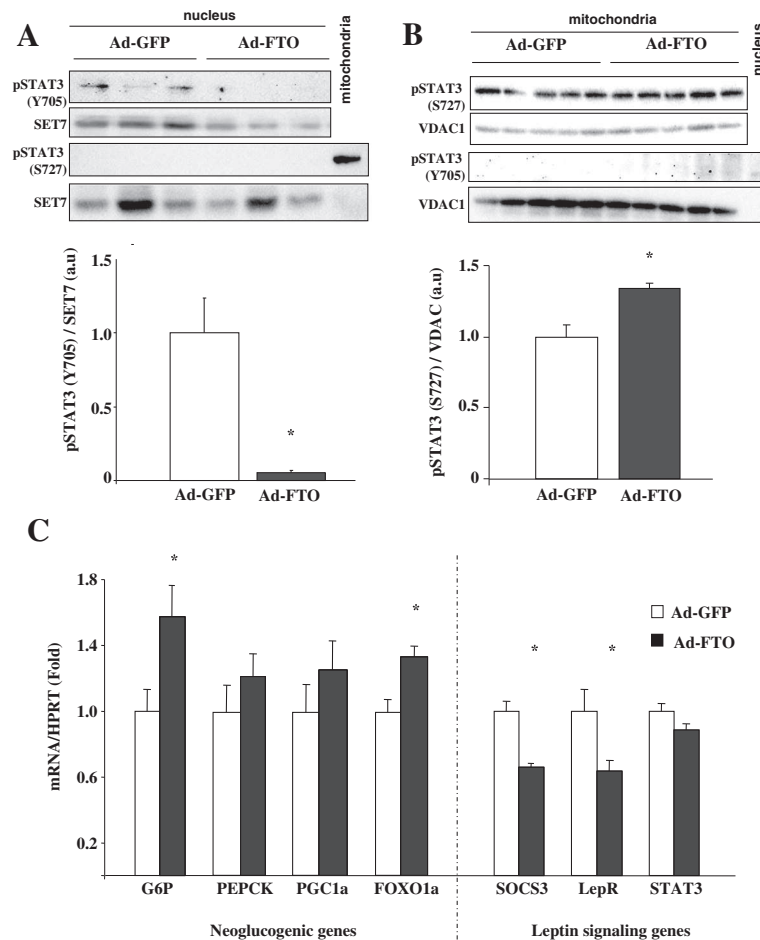 A
nucleus
Ad-GFP Ad-FTO
mitochondria
pSTAT3
(Y705)
SET7
pSTAT3
(S727)
SET7
pSTAT3 (Y705) / SET7 (a.u)
1.5
1.0
0.5
0
*
Ad-GFP Ad-FTO
B
mitochondria
Ad-GFP Ad-FTO
nucleus
pSTAT3
(S727)
VDAC1
pSTAT3
(Y705)
VDAC1
pSTAT3 (S727) / VDAC (a.u)
1.5
1.0
0.5
0
*
Ad-GFP Ad-FTO
C
mRNA/HPRT (Fold)
1.8
1.4
1.0
0.6
0.2
* * * *
Ad-GFP
Ad-FTO
G6P PEPCK PGC1a FOXO1a SOCS3 LepR STAT3
Neoglucogenic genes Leptin signaling genes